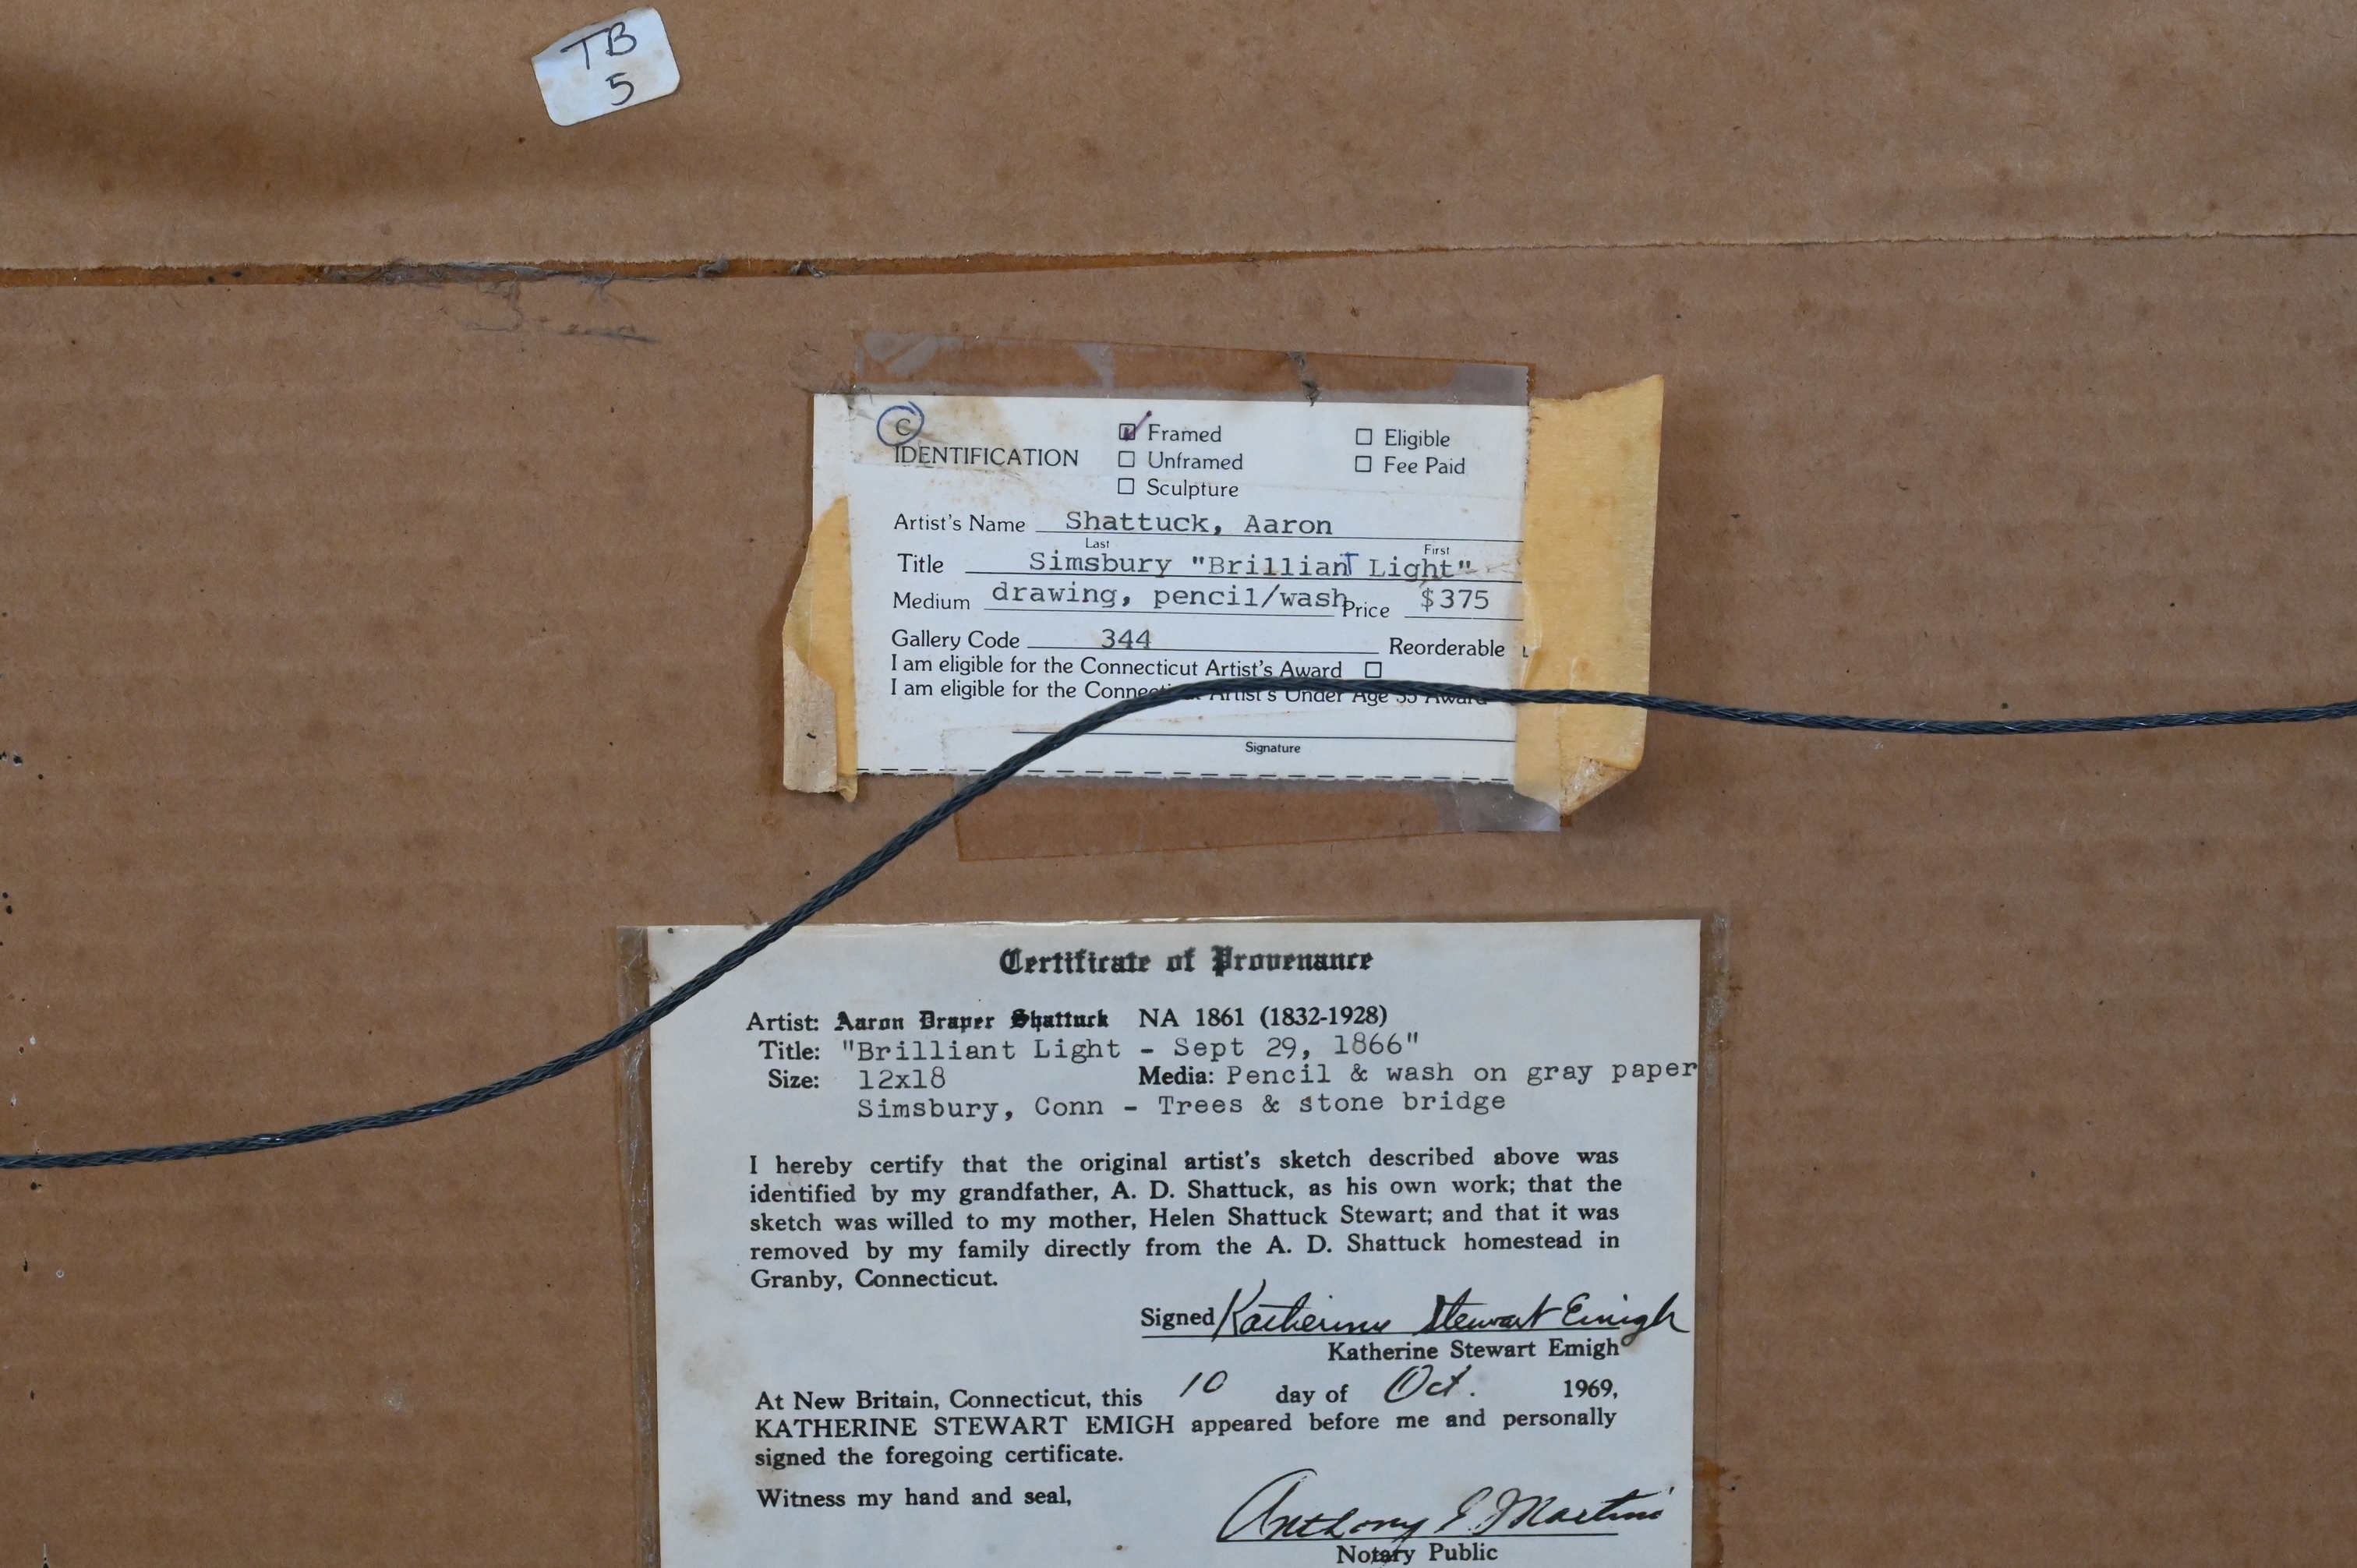 TB
5
C
IDENTIFICATION
Framed
Unframed
Sculpture
Eligible
Fee Paid
Artist's Name Shattuck, Aaron
Last First
Title Simsbury "Brilliant Light"
Medium drawing, pencil/wash Price $375
Gallery Code 344 Reorderable
I am eligible for the Connecticut Artist's Award
I am eligible for the Connecticut Artist's Under Age 35 Award
Signature
Certificate of Provenance
Artist: Aaron Draper Shattuck NA 1861 (1832-1928)
Title: "Brilliant Light - Sept 29, 1866"
Size: 12x18 Media: Pencil & wash on gray paper
Simsbury, Conn - Trees & stone bridge
I hereby certify that the original artist's sketch described above was
identified by my grandfather, A. D. Shattuck, as his own work; that the
sketch was willed to my mother, Helen Shattuck Stewart; and that it was
removed by my family directly from the A. D. Shattuck homestead in
Granby, Connecticut.
Signed Katherine Stewart Emigh
Katherine Stewart Emigh
At New Britain, Connecticut, this 10 day of Oct. 1969,
KATHERINE STEWART EMIGH appeared before me and personally
signed the foregoing certificate.
Witness my hand and seal,
Anthony E Martini
Notary Public